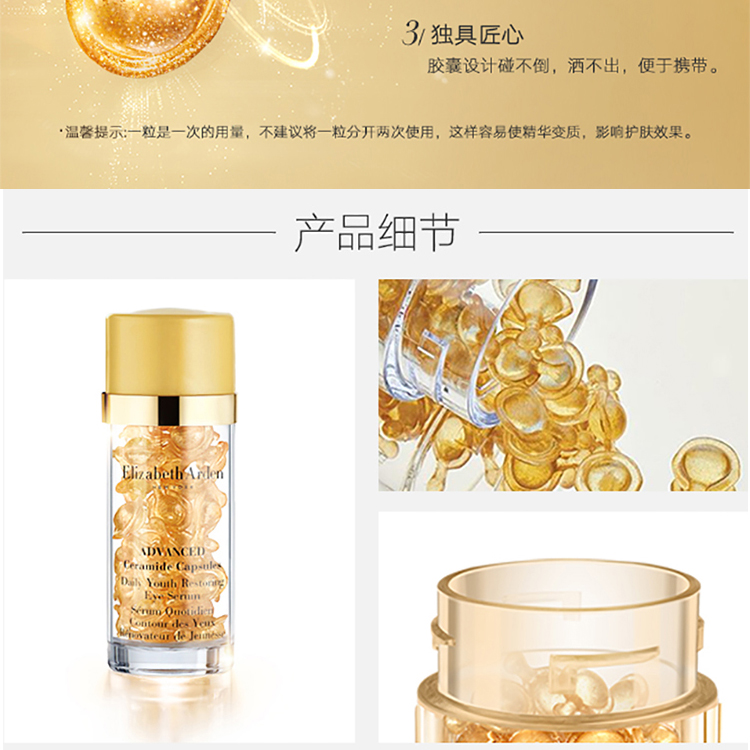 3/ 独具匠心
胶囊设计碰不倒，洒不出，便于携带。
·温馨提示:一粒是一次的用量，不建议将一粒分开两次使用，这样容易使精华变质，影响护肤效果。
产品细节
Elizabeth Arden
NEW YORK
ADVANCED
Ceramide Capsules
Daily Youth Restoring
Eye Serum
Sérum Quotidien
Contour des Yeux
Rénovateur de Jeunesse